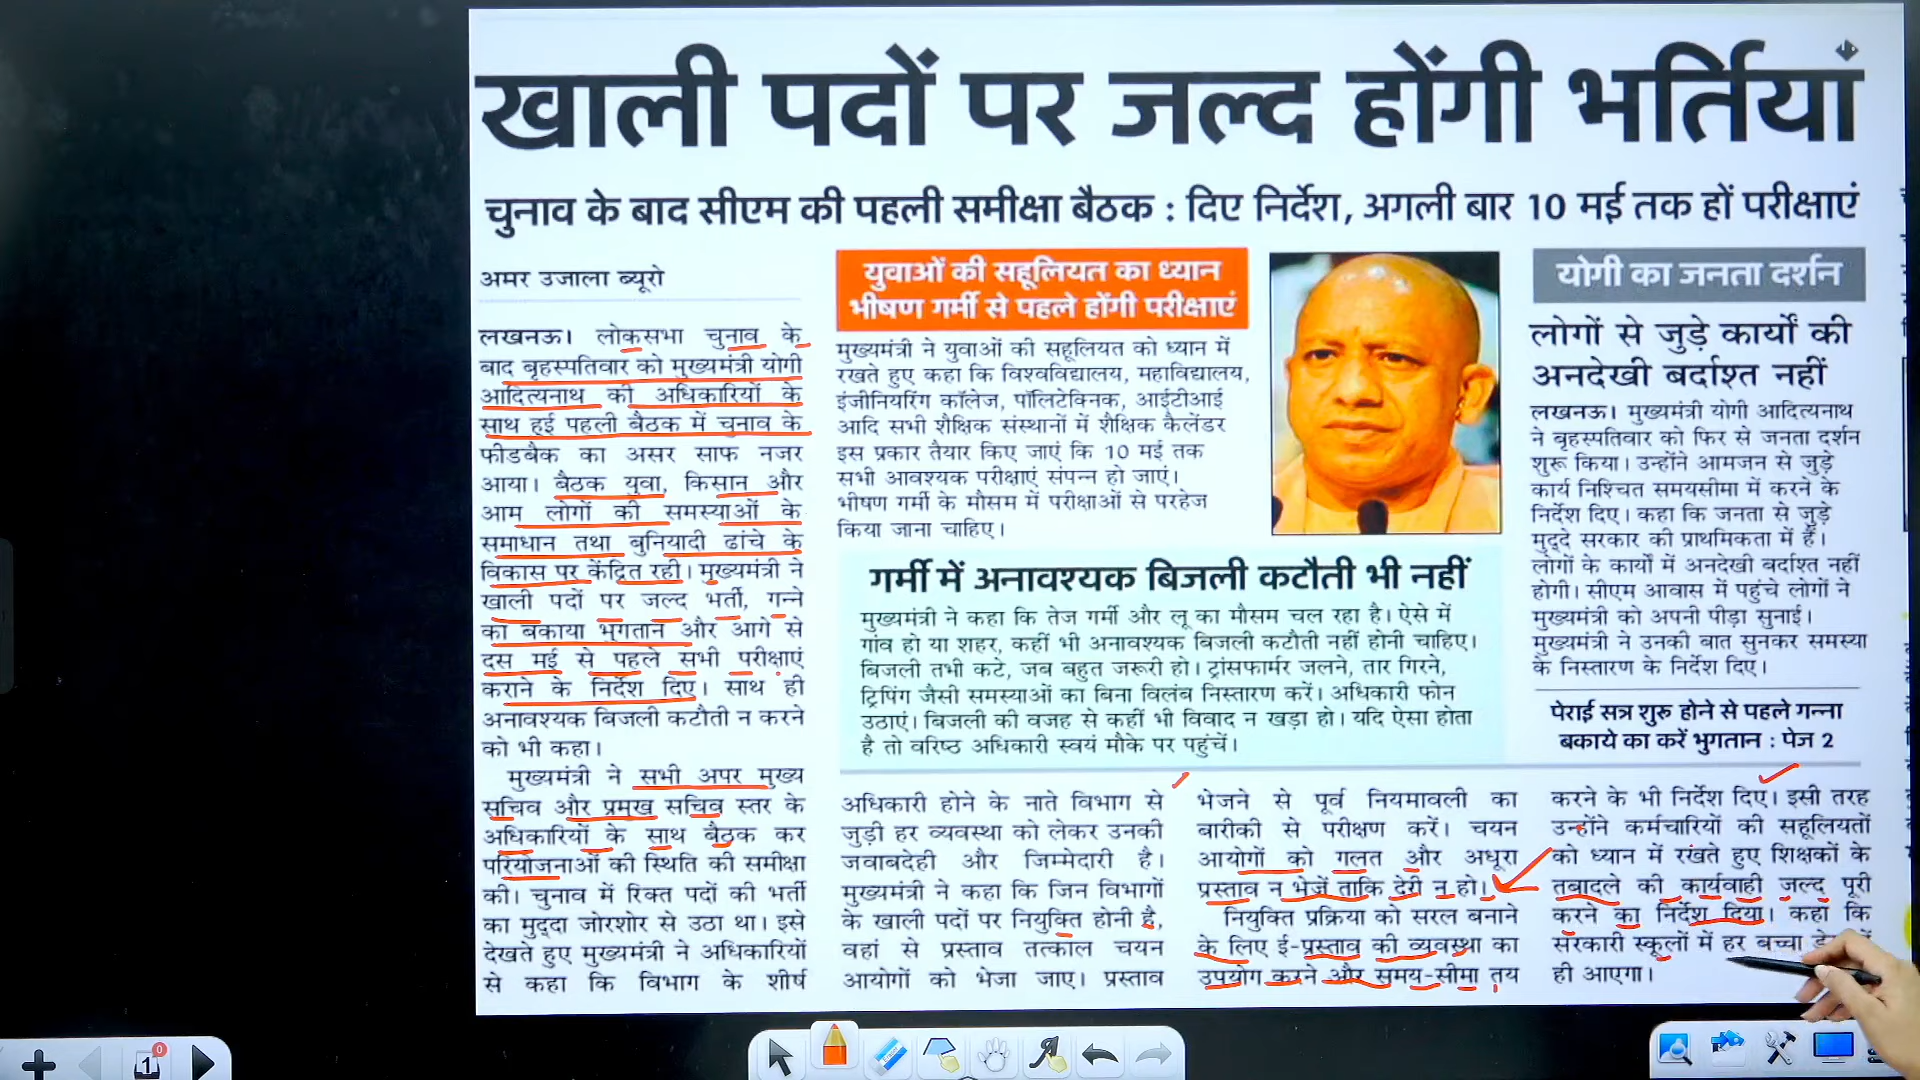 खाली पदों पर जल्द होंगी भर्तियां
चुनाव के बाद सीएम की पहली समीक्षा बैठक : दिए निर्देश, अगली बार 10 मई तक हों परीक्षाएं
अमर उजाला ब्यूरो
लखनऊ। लोकसभा चुनाव के
बाद बृहस्पतिवार को मुख्यमंत्री योगी
आदित्यनाथ की अधिकारियों के
साथ हुई पहली बैठक में चुनाव के
फीडबैक का असर साफ नजर
आया। बैठक युवा, किसान और
आम लोगों की समस्याओं के
समाधान तथा बुनियादी ढांचे के
विकास पर केंद्रित रही। मुख्यमंत्री ने
खाली पदों पर जल्द भर्ती, गन्ने
का बकाया भुगतान और आगे से
दस मई से पहले सभी परीक्षाएं
कराने के निर्देश दिए। साथ ही
अनावश्यक बिजली कटौती न करने
को भी कहा।
मुख्यमंत्री ने सभी अपर मुख्य
सचिव और प्रमुख सचिव स्तर के
अधिकारियों के साथ बैठक कर
परियोजनाओं की स्थिति की समीक्षा
की। चुनाव में रिक्त पदों की भर्ती
का मुद्दा जोरशोर से उठा था। इसे
देखते हुए मुख्यमंत्री ने अधिकारियों
से कहा कि विभाग के शीर्ष
युवाओं की सहूलियत का ध्यान
भीषण गर्मी से पहले होंगी परीक्षाएं
मुख्यमंत्री ने युवाओं की सहूलियत को ध्यान में
रखते हुए कहा कि विश्वविद्यालय, महाविद्यालय,
इंजीनियरिंग कॉलेज, पॉलिटेक्निक, आईटीआई
आदि सभी शैक्षिक संस्थानों में शैक्षिक कैलेंडर
इस प्रकार तैयार किए जाएं कि 10 मई तक
सभी आवश्यक परीक्षाएं संपन्न हो जाएं।
भीषण गर्मी के मौसम में परीक्षाओं से परहेज
किया जाना चाहिए।
गर्मी में अनावश्यक बिजली कटौती भी नहीं
मुख्यमंत्री ने कहा कि तेज गर्मी और लू का मौसम चल रहा है। ऐसे में
गांव हो या शहर, कहीं भी अनावश्यक बिजली कटौती नहीं होनी चाहिए।
बिजली तभी कटे, जब बहुत जरूरी हो। ट्रांसफार्मर जलने, तार गिरने,
ट्रिपिंग जैसी समस्याओं का बिना विलंब निस्तारण करें। अधिकारी फोन
उठाएं। बिजली की वजह से कहीं भी विवाद न खड़ा हो। यदि ऐसा होता
है तो वरिष्ठ अधिकारी स्वयं मौके पर पहुंचें।
योगी का जनता दर्शन
लोगों से जुड़े कार्यों की
अनदेखी बर्दाश्त नहीं
लखनऊ। मुख्यमंत्री योगी आदित्यनाथ
ने बृहस्पतिवार को फिर से जनता दर्शन
शुरू किया। उन्होंने आमजन से जुड़े
कार्य निश्चित समयसीमा में करने के
निर्देश दिए। कहा कि जनता से जुड़े
मुद्दे सरकार की प्राथमिकता में हैं।
लोगों के कार्यों में अनदेखी बर्दाश्त नहीं
होगी। सीएम आवास में पहुंचे लोगों ने
मुख्यमंत्री को अपनी पीड़ा सुनाई।
मुख्यमंत्री ने उनकी बात सुनकर समस्या
के निस्तारण के निर्देश दिए।
पेराई सत्र शुरू होने से पहले गन्ना
बकाये का करें भुगतान : पेज 2
अधिकारी होने के नाते विभाग से
जुड़ी हर व्यवस्था को लेकर उनकी
जवाबदेही और जिम्मेदारी है।
मुख्यमंत्री ने कहा कि जिन विभागों
के खाली पदों पर नियुक्ति होनी है,
वहां से प्रस्ताव तत्काल चयन
आयोगों को भेजा जाए। प्रस्ताव
भेजने से पूर्व नियमावली का
बारीकी से परीक्षण करें। चयन
आयोगों को गलत और अधूरा
प्रस्ताव न भेजें ताकि देरी न हो।
नियुक्ति प्रक्रिया को सरल बनाने
के लिए ई-प्रस्ताव की व्यवस्था का
उपयोग करने और समय-सीमा तय
करने के भी निर्देश दिए। इसी तरह
उन्होंने कर्मचारियों की सहूलियतों
को ध्यान में रखते हुए शिक्षकों के
तबादले की कार्यवाही जल्द पूरी
करने का निर्देश दिया। कहा कि
सरकारी स्कूलों में हर बच्चा
ही आएगा।
1
0